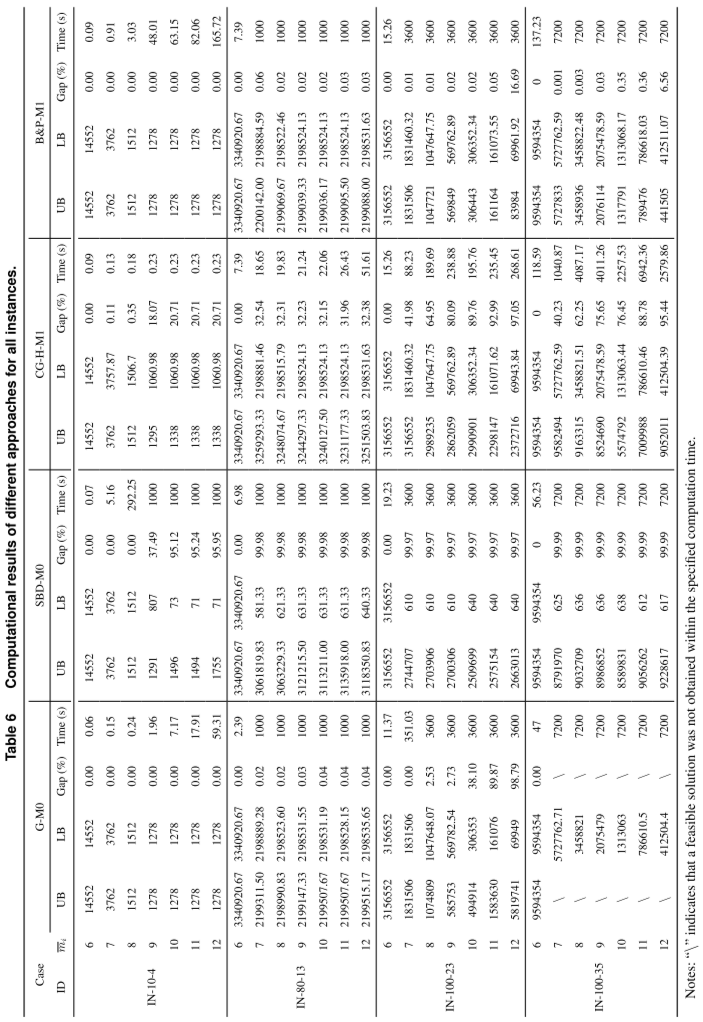 Table 6 Computational results of different approaches for all instances.
Case G-M0 SBD-M0 CG-H-M1 B&P-M1
ID m̅ᵢ UB LB Gap (%) Time (s) UB LB Gap (%) Time (s) UB LB Gap (%) Time (s) UB LB Gap (%) Time (s)
6 14552 14552 0.00 0.06 14552 14552 0.00 0.07 14552 14552 0.00 0.09 14552 14552 0.00 0.09
7 3762 3762 0.00 0.15 3762 3762 0.00 5.16 3762 3757.87 0.11 0.13 3762 3762 0.00 0.91
8 1512 1512 0.00 0.24 1512 1512 0.00 292.25 1512 1506.7 0.35 0.18 1512 1512 0.00 3.03
IN-10-4 9 1278 1278 0.00 1.96 1291 807 37.49 1000 1295 1060.98 18.07 0.23 1278 1278 0.00 48.01
10 1278 1278 0.00 7.17 1496 73 95.12 1000 1338 1060.98 20.71 0.23 1278 1278 0.00 63.15
11 1278 1278 0.00 17.91 1494 71 95.24 1000 1338 1060.98 20.71 0.23 1278 1278 0.00 82.06
12 1278 1278 0.00 59.31 1755 71 95.95 1000 1338 1060.98 20.71 0.23 1278 1278 0.00 165.72
6 3340920.67 3340920.67 0.00 2.39 3340920.67 3340920.67 0.00 6.98 3340920.67 3340920.67 0.00 7.39 3340920.67 3340920.67 0.00 7.39
7 2199311.50 2198889.28 0.02 1000 3061819.83 581.33 99.98 1000 3259293.33 2198881.46 32.54 18.65 2200142.00 2198884.59 0.06 1000
8 2198990.83 2198523.60 0.02 1000 3063229.33 621.33 99.98 1000 3248074.67 2198515.79 32.31 19.83 2199069.67 2198522.46 0.02 1000
IN-80-13 9 2199147.33 2198531.55 0.03 1000 3121215.50 631.33 99.98 1000 3244297.33 2198524.13 32.23 21.24 2199039.33 2198524.13 0.02 1000
10 2199507.67 2198531.19 0.04 1000 3113211.00 631.33 99.98 1000 3240127.50 2198524.13 32.15 22.06 2199036.17 2198524.13 0.02 1000
11 2199507.67 2198528.15 0.04 1000 3135918.00 631.33 99.98 1000 3231177.33 2198524.13 31.96 26.43 2199095.50 2198524.13 0.03 1000
12 2199515.17 2198535.65 0.04 1000 3118350.83 640.33 99.98 1000 3251503.83 2198531.63 32.38 51.61 2199088.00 2198531.63 0.03 1000
6 3156552 3156552 0.00 11.37 3156552 3156552 0.00 19.23 3156552 3156552 0.00 15.26 3156552 3156552 0.00 15.26
7 1831506 1831506 0.00 351.03 2744707 610 99.97 3600 3156552 1831460.32 41.98 88.23 1831506 1831460.32 0.01 3600
8 1074809 1047648.07 2.53 3600 2703906 610 99.97 3600 2989235 1047647.75 64.95 189.69 1047721 1047647.75 0.01 3600
IN-100-23 9 585753 569782.54 2.73 3600 2700306 610 99.97 3600 2862059 569762.89 80.09 238.88 569849 569762.89 0.02 3600
10 494914 306353 38.10 3600 2509699 640 99.97 3600 2990901 306352.34 89.76 195.76 306443 306352.34 0.02 3600
11 1583630 161076 89.87 3600 2575154 640 99.97 3600 2298147 161071.62 92.99 235.45 161164 161073.55 0.05 3600
12 5819741 69949 98.79 3600 2663013 640 99.97 3600 2372716 69943.84 97.05 268.61 83984 69961.92 16.69 3600
6 9594354 9594354 0.00 47 9594354 9594354 0 56.23 9594354 9594354 0 118.59 9594354 9594354 0 137.23
7 \ 5727762.71 \ 7200 8791970 625 99.99 7200 9582494 5727762.59 40.23 1040.87 5727833 5727762.59 0.001 7200
8 \ 3458821 \ 7200 9032709 636 99.99 7200 9163315 3458821.51 62.25 4087.17 3458936 3458822.48 0.003 7200
IN-100-35 9 \ 2075479 \ 7200 8986852 636 99.99 7200 8524690 2075478.59 75.65 4011.26 2076114 2075478.59 0.03 7200
10 \ 1313063 \ 7200 8589831 638 99.99 7200 5574792 1313063.44 76.45 2257.53 1317791 1313068.17 0.35 7200
11 \ 786610.5 \ 7200 9056262 612 99.99 7200 7009988 786610.46 88.78 6942.36 789476 786618.03 0.36 7200
12 \ 412504.4 \ 7200 9228617 617 99.99 7200 9052011 412504.39 95.44 2579.86 441505 412511.07 6.56 7200
Notes: “\” indicates that a feasible solution was not obtained within the specified computation time.